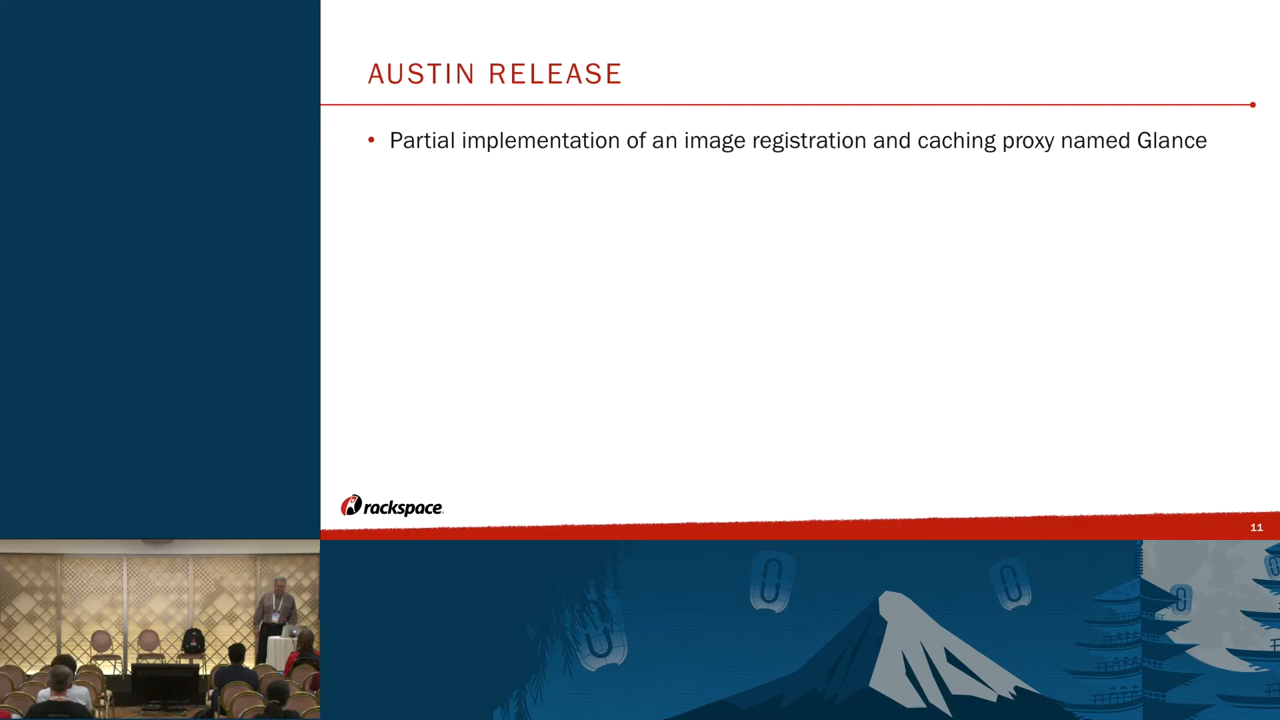 AUSTIN RELEASE
• Partial implementation of an image registration and caching proxy named Glance
rackspace
11